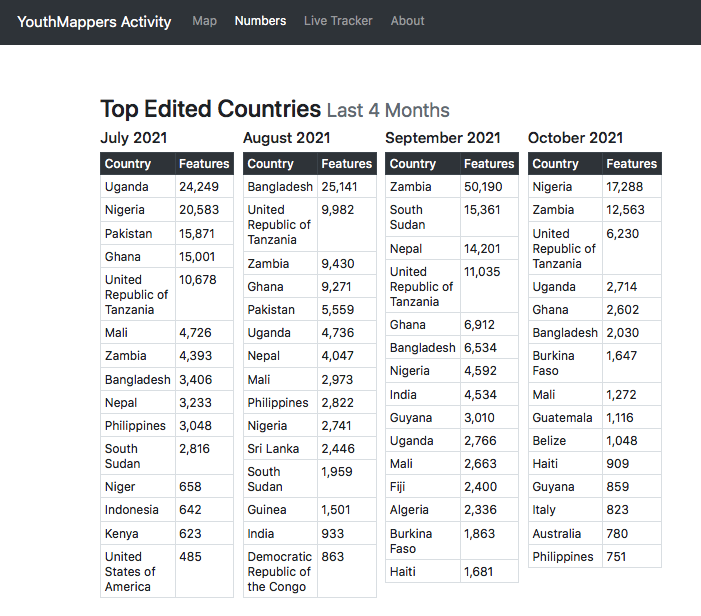 YouthMappers Activity Map Numbers Live Tracker About
Top Edited Countries Last 4 Months
July 2021
Country Features
Uganda 24,249
Nigeria 20,583
Pakistan 15,871
Ghana 15,001
United 10,678
Republic of
Tanzania
Mali 4,726
Zambia 4,393
Bangladesh 3,406
Nepal 3,233
Philippines 3,048
South 2,816
Sudan
Niger 658
Indonesia 642
Kenya 623
United 485
States of
America
August 2021
Country Features
Bangladesh 25,141
United 9,982
Republic of
Tanzania
Zambia 9,430
Ghana 9,271
Pakistan 5,559
Uganda 4,736
Nepal 4,047
Mali 2,973
Philippines 2,822
Nigeria 2,741
Sri Lanka 2,446
South 1,959
Sudan
Guinea 1,501
India 933
Democratic 863
Republic of
the Congo
September 2021
Country Features
Zambia 50,190
South 15,361
Sudan
Nepal 14,201
United 11,035
Republic of
Tanzania
Ghana 6,912
Bangladesh 6,534
Nigeria 4,592
India 4,534
Guyana 3,010
Uganda 2,766
Mali 2,663
Fiji 2,400
Algeria 2,336
Burkina 1,863
Faso
Haiti 1,681
October 2021
Country Features
Nigeria 17,288
Zambia 12,563
United 6,230
Republic of
Tanzania
Uganda 2,714
Ghana 2,602
Bangladesh 2,030
Burkina 1,647
Faso
Mali 1,272
Guatemala 1,116
Belize 1,048
Haiti 909
Guyana 859
Italy 823
Australia 780
Philippines 751